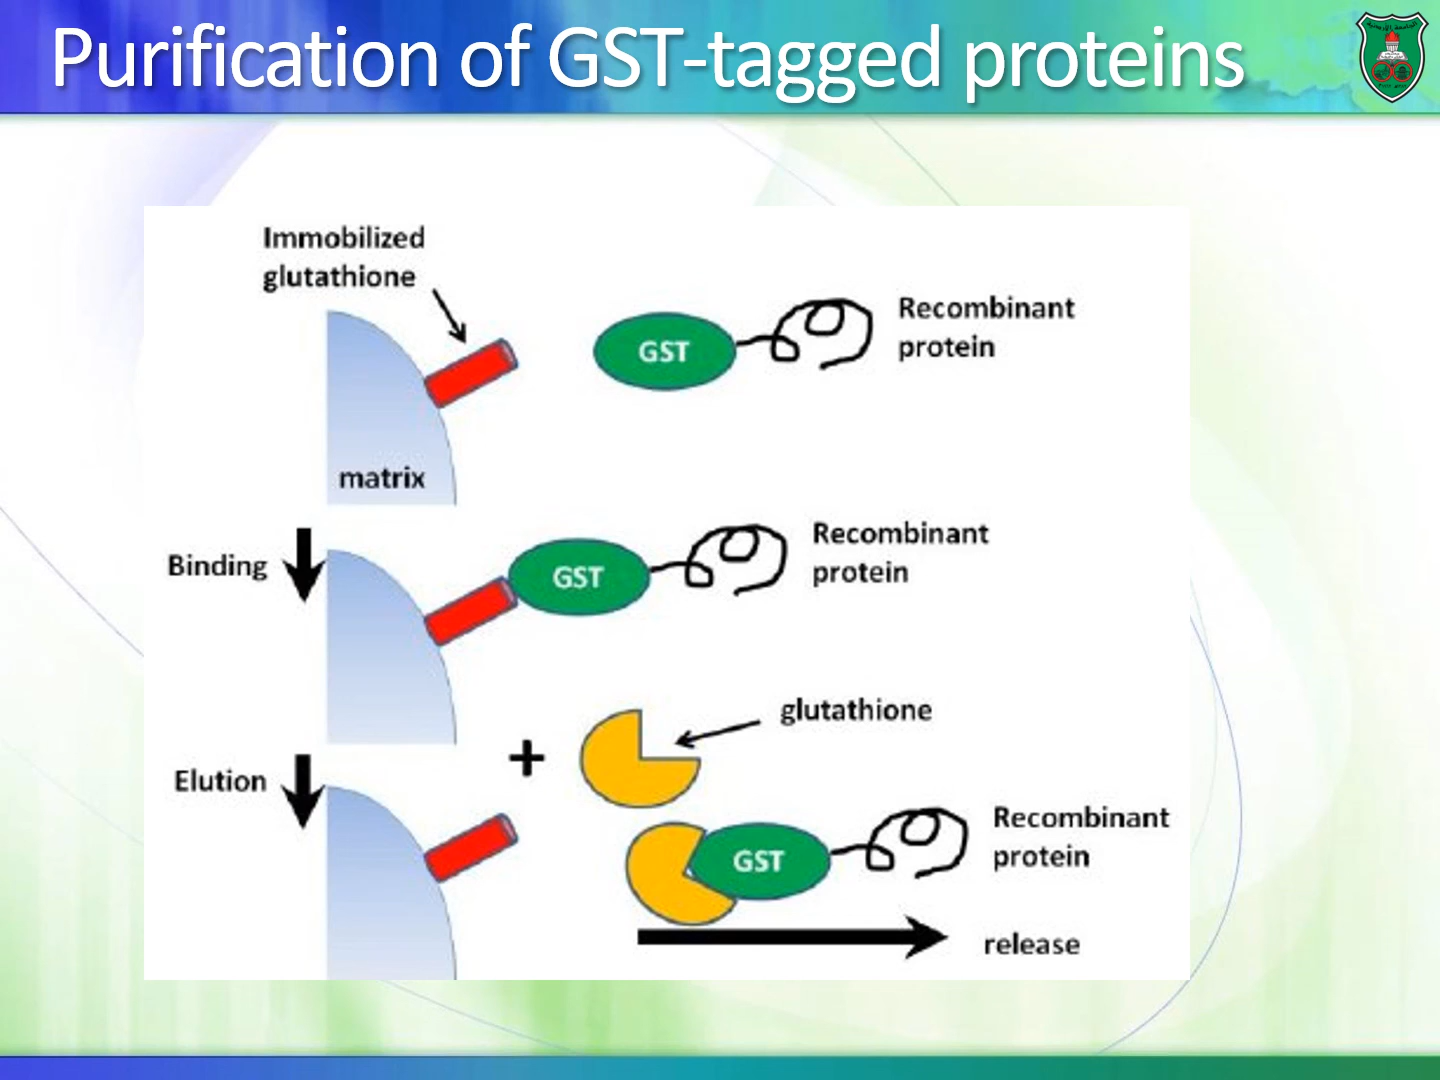 Purification of GST-tagged proteins
Immobilized
glutathione
GST
Recombinant
protein
matrix
Binding
GST
Recombinant
protein
glutathione
+
Elution
GST
Recombinant
protein
release